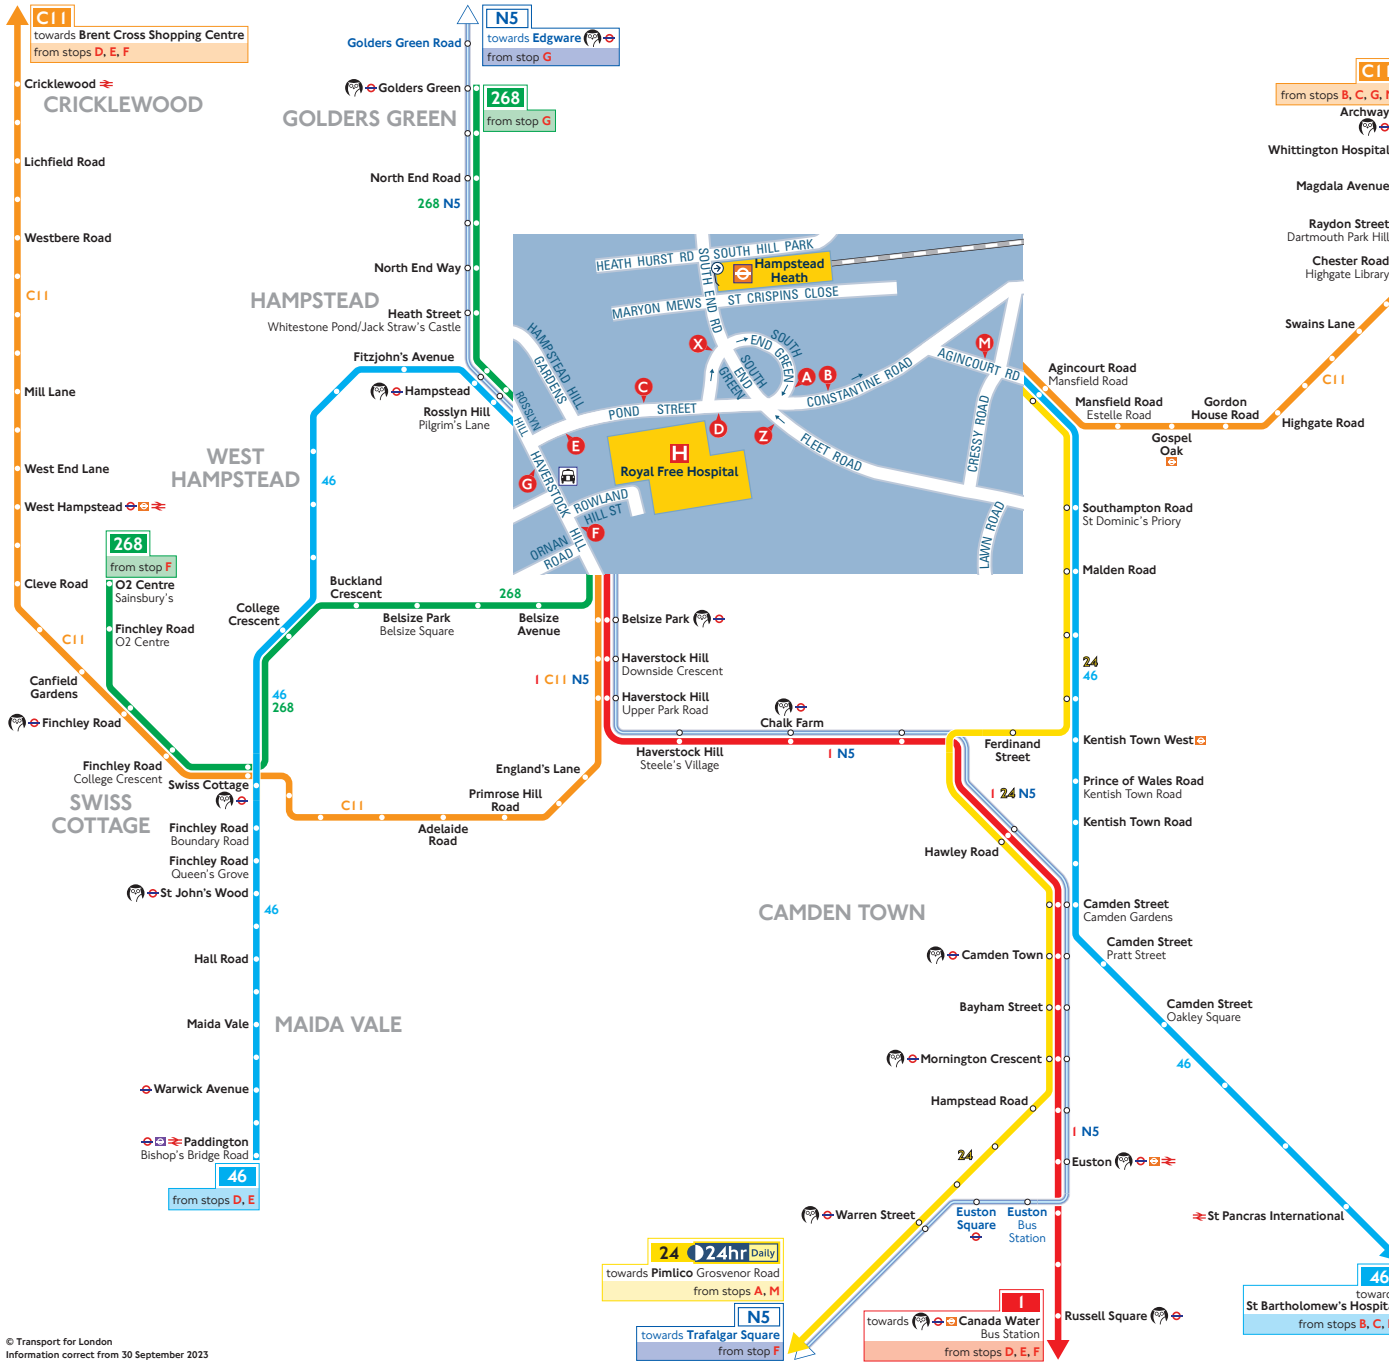 C11
towards Brent Cross Shopping Centre
from stops D, E, F
N5
towards Edgware
from stop G
Golders Green Road
Golders Green
268
from stop G
GOLDERS GREEN
North End Road
268 N5
North End Way
HAMPSTEAD
Heath Street
Whitestone Pond/Jack Straw's Castle
Fitzjohn's Avenue
Hampstead
Rosslyn Hill
Pilgrim's Lane
Cricklewood
CRICKLEWOOD
Lichfield Road
Westbere Road
C11
Mill Lane
West End Lane
West Hampstead
WEST
HAMPSTEAD
46
Cleve Road
268
from stop F
O2 Centre
Sainsbury's
Finchley Road
O2 Centre
C11
Canfield
Gardens
Finchley Road
Finchley Road
College Crescent
Swiss Cottage
SWISS
COTTAGE
College
Crescent
Buckland
Crescent
Belsize Park
Belsize Square
268
Belsize
Avenue
46
268
C11
Adelaide
Road
Primrose Hill
Road
England's Lane
Finchley Road
Boundary Road
Finchley Road
Queen's Grove
St John's Wood
46
Hall Road
Maida Vale
MAIDA VALE
Warwick Avenue
Paddington
Bishop's Bridge Road
46
from stops D, E
HEATH HURST RD
SOUTH HILL PARK
SOUTH END RD
Hampstead
Heath
MARYON MEWS
ST CRISPINS CLOSE
HAMPSTEAD HILL
GARDENS
X
SOUTH
END GREEN
SOUTH
END
GREEN
A
B
M
C
AGINCOURT RD
CONSTANTINE ROAD
POND STREET
ROSSLYN
HILL
E
D
Z
FLEET ROAD
CRESSY ROAD
H
Royal Free Hospital
G
HAVERSTOCK
HILL
ROWLAND
HILL ST
F
ORNAN
ROAD
LAWN ROAD
C11
from stops B, C, G,
Archway
Whittington Hospital
Magdala Avenue
Raydon Street
Dartmouth Park Hill
Chester Road
Highgate Library
Swains Lane
C11
Highgate Road
Gordon
House Road
Gospel
Oak
Mansfield Road
Estelle Road
Agincourt Road
Mansfield Road
Southampton Road
St Dominic's Priory
Malden Road
24
46
Kentish Town West
Prince of Wales Road
Kentish Town Road
Kentish Town Road
Camden Street
Camden Gardens
Camden Street
Pratt Street
Camden Street
Oakley Square
46
St Pancras International
46
St Bartholomew's
from stops B, C,
Belsize Park
Haverstock Hill
Downside Crescent
1 C11 N5
Haverstock Hill
Upper Park Road
Haverstock Hill
Steele's Village
Chalk Farm
1 N5
Ferdinand
Street
1 24 N5
Hawley Road
CAMDEN TOWN
Camden Town
Bayham Street
Mornington Crescent
Hampstead Road
1 N5
24
Euston
Warren Street
Euston
Square
Euston
Bus
Station
24 24hr Daily
towards Pimlico Grosvenor Road
from stops A, M
N5
towards Trafalgar Square
from stop F
1
towards Canada Water
Bus Station
from stops D, E, F
Russell Square
© Transport for London
Information correct from 30 September 2023